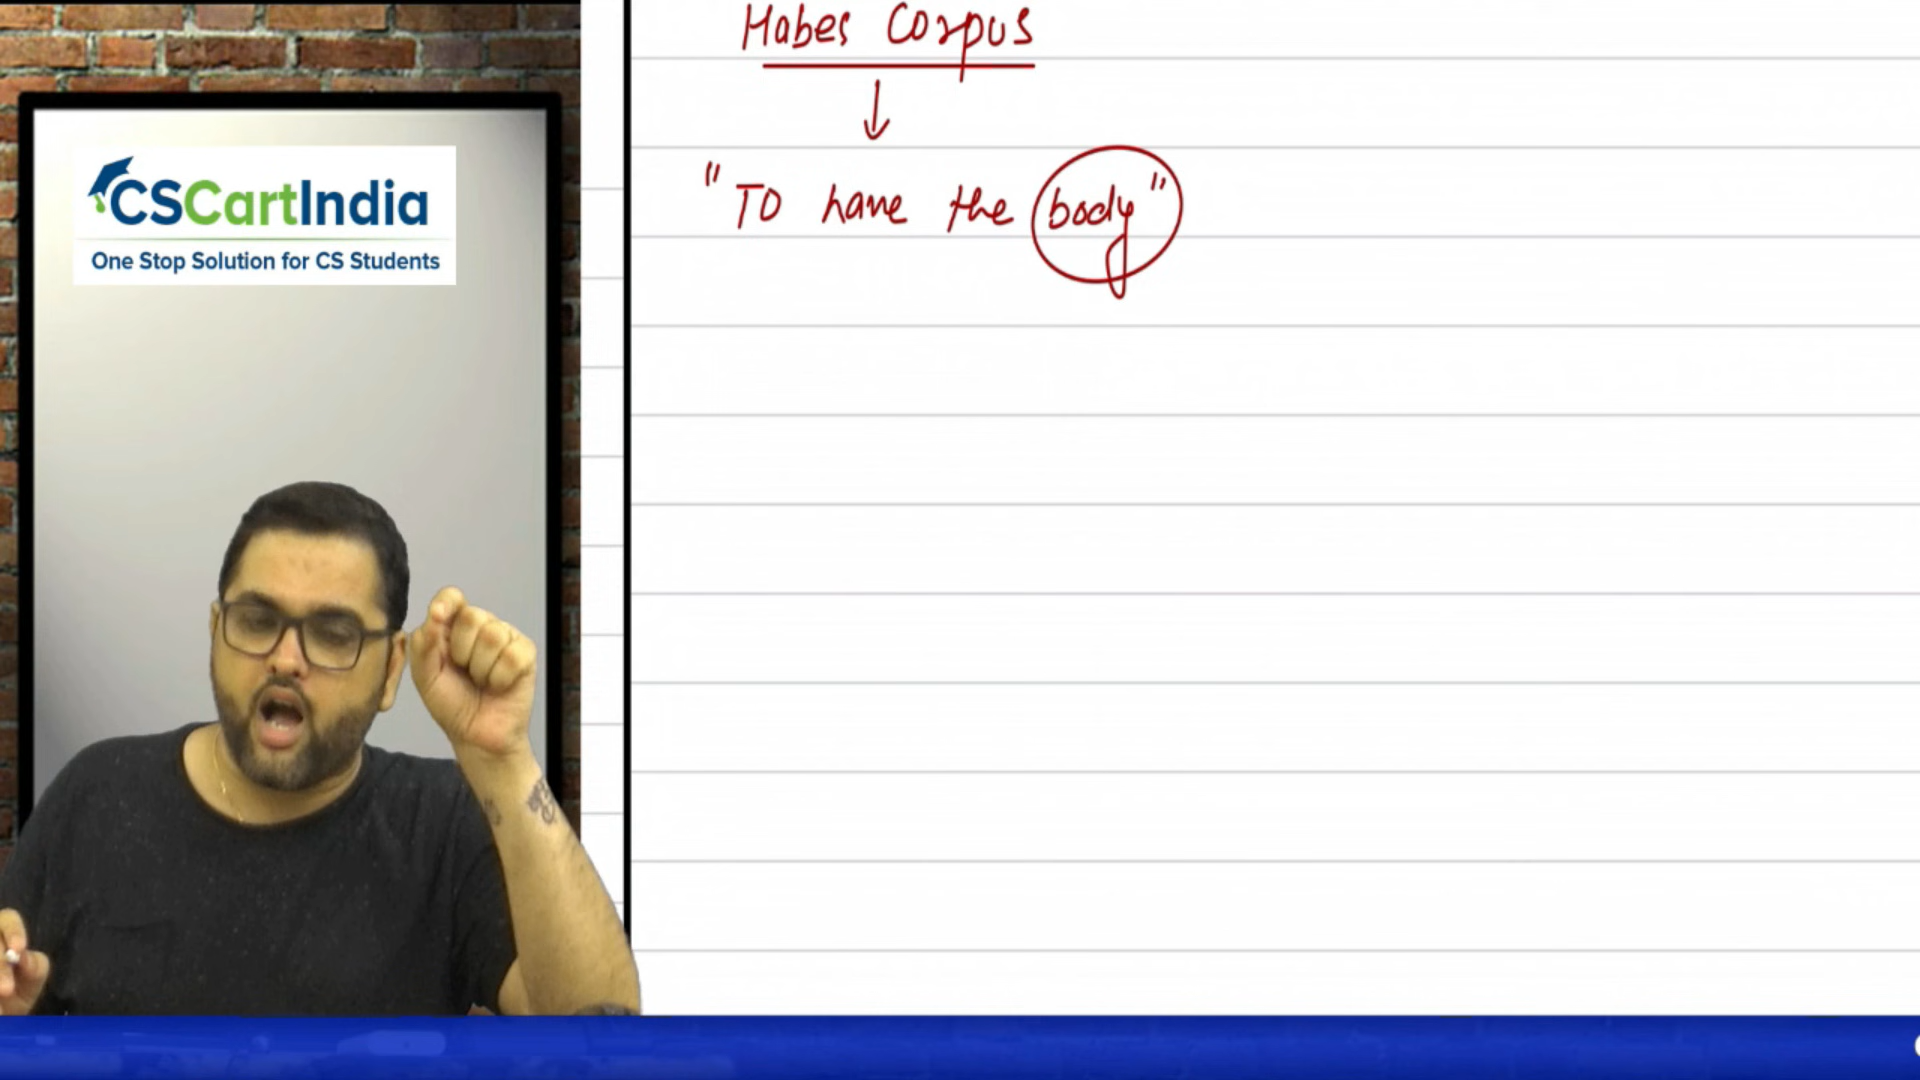 Habes Corpus
"To have the body"
CSCartIndia
One Stop Solution for CS Students